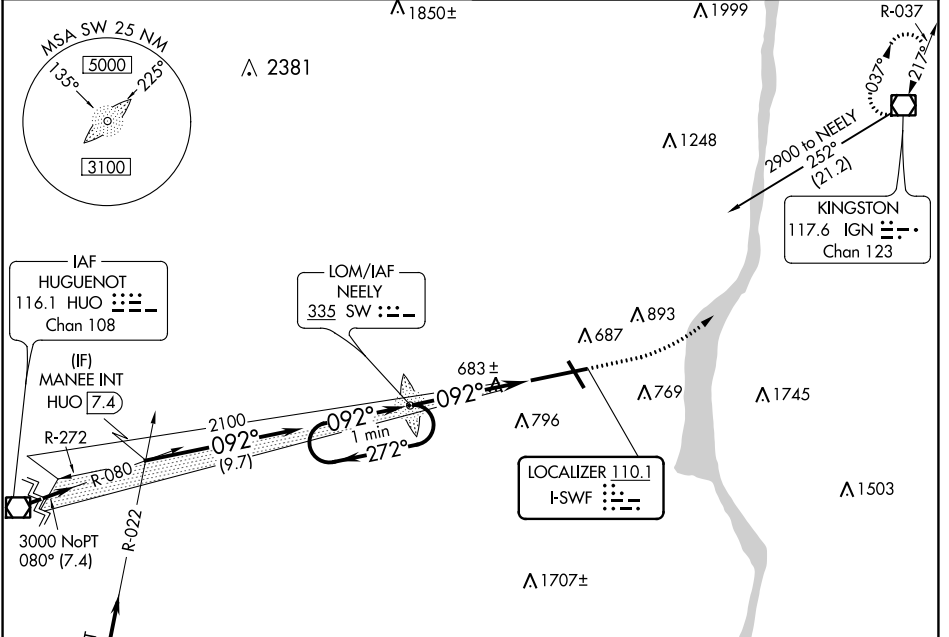 1850±
1999
R-037
MSA SW 25 NM
5000
135°
225°
3100
2381
037°
217°
1248
2900 to NEELY
252°
(21.2)
KINGSTON
117.6 IGN
Chan 123
IAF
HUGUENOT
116.1 HUO
Chan 108
LOM/IAF
NEELY
335 SW
(IF)
MANEE INT
HUO 7.4
893
687
683±
769
1745
796
2100
092°
092°
092°
1 min
272°
(9.7)
R-272
R-080
R-022
LOCALIZER 110.1
I-SWF
1503
3000 NoPT
080° (7.4)
1707±